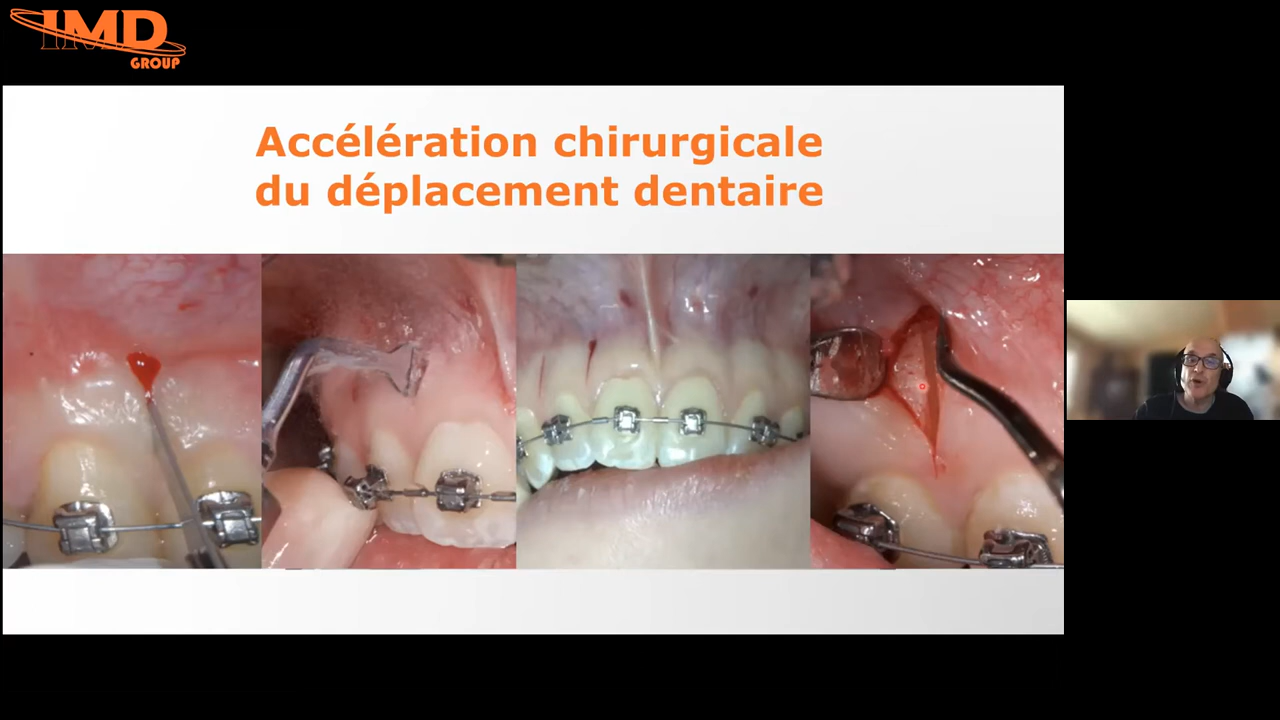 IMD
GROUP
Accélération chirurgicale
du déplacement dentaire